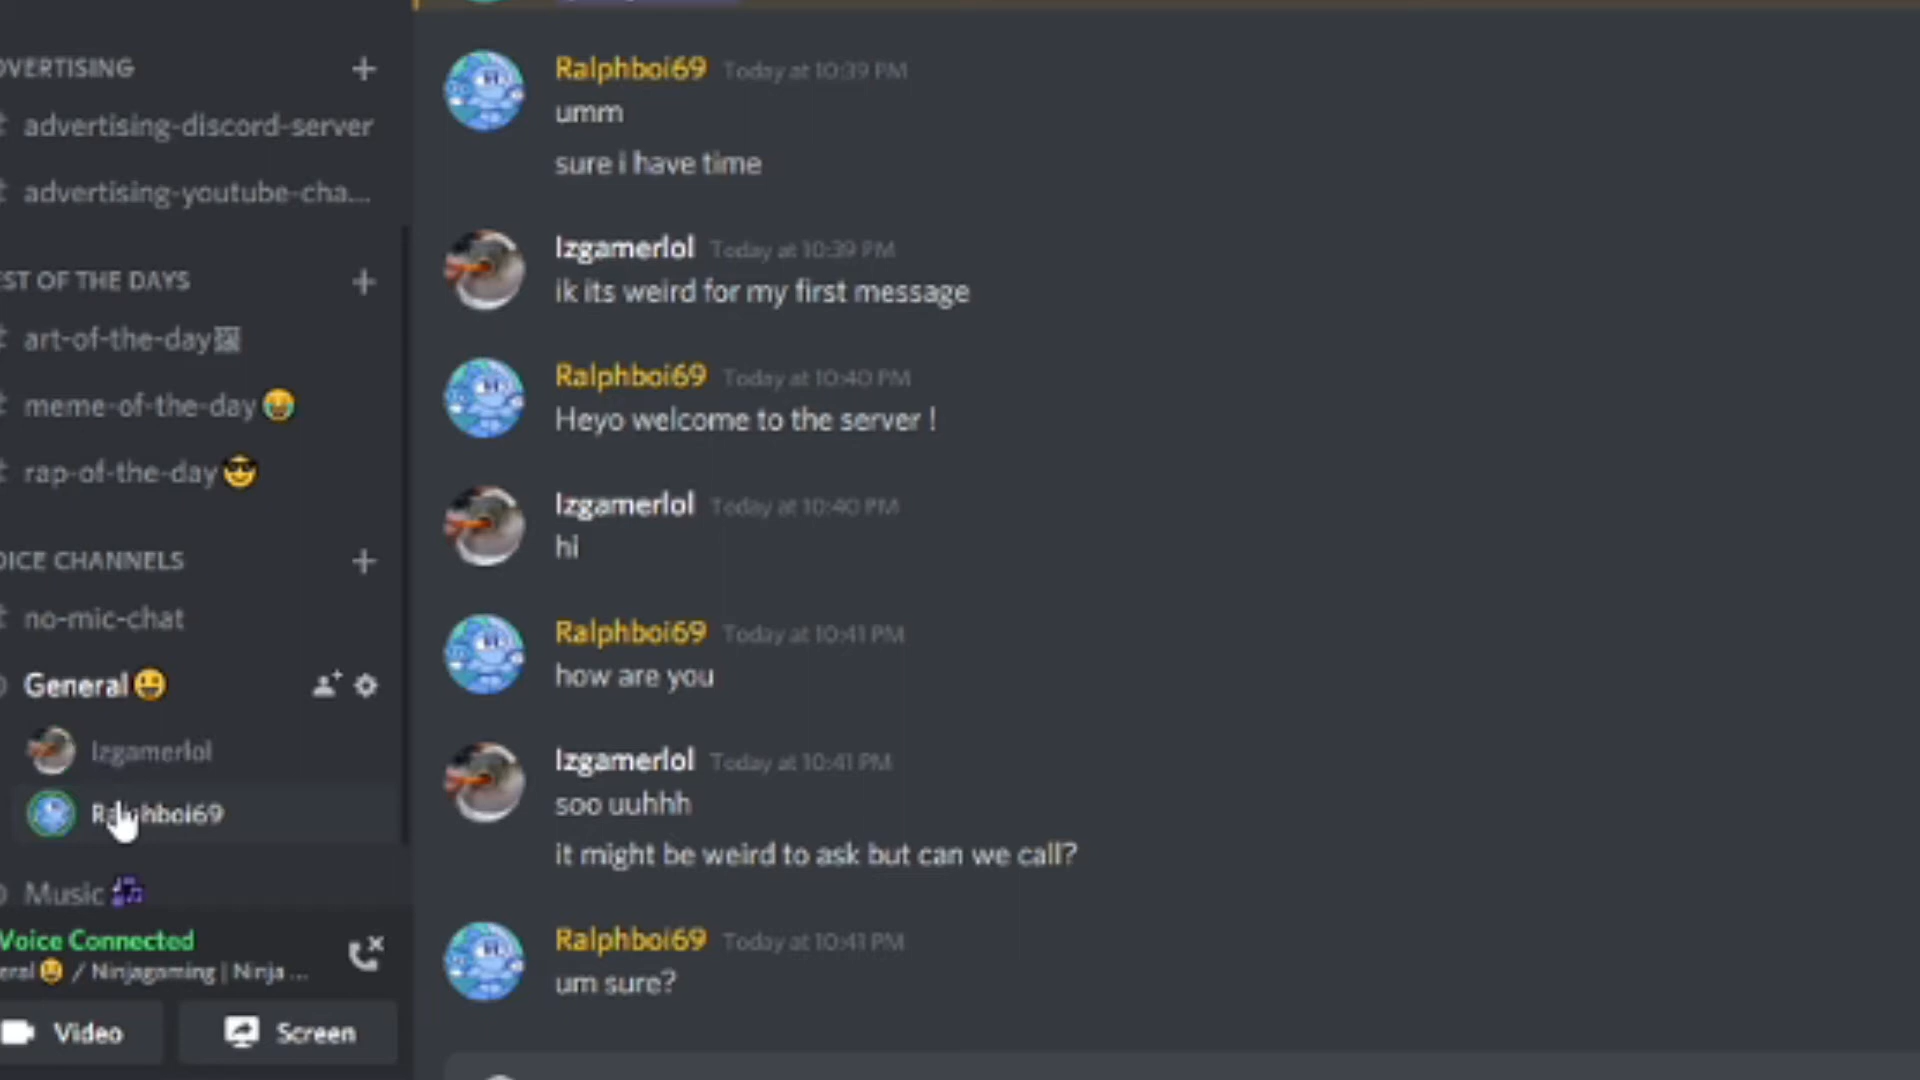 DVERTISING
advertising-discord-server
advertising-youtube-cha...
EST OF THE DAYS
art-of-the-day
meme-of-the-day
rap-of-the-day
OICE CHANNELS
no-mic-chat
General
Izgamerlol
Ralphboi69
Music
Voice Connected
eral / Ninjagaming | Ninja ...
Video
Screen
Ralphboi69 Today at 10:39 PM
umm
sure i have time
Izgamerlol Today at 10:39 PM
ik its weird for my first message
Ralphboi69 Today at 10:40 PM
Heyo welcome to the server !
Izgamerlol Today at 10:40 PM
hi
Ralphboi69 Today at 10:41 PM
how are you
Izgamerlol Today at 10:41 PM
soo uuhhh
it might be weird to ask but can we call?
Ralphboi69 Today at 10:41 PM
um sure?